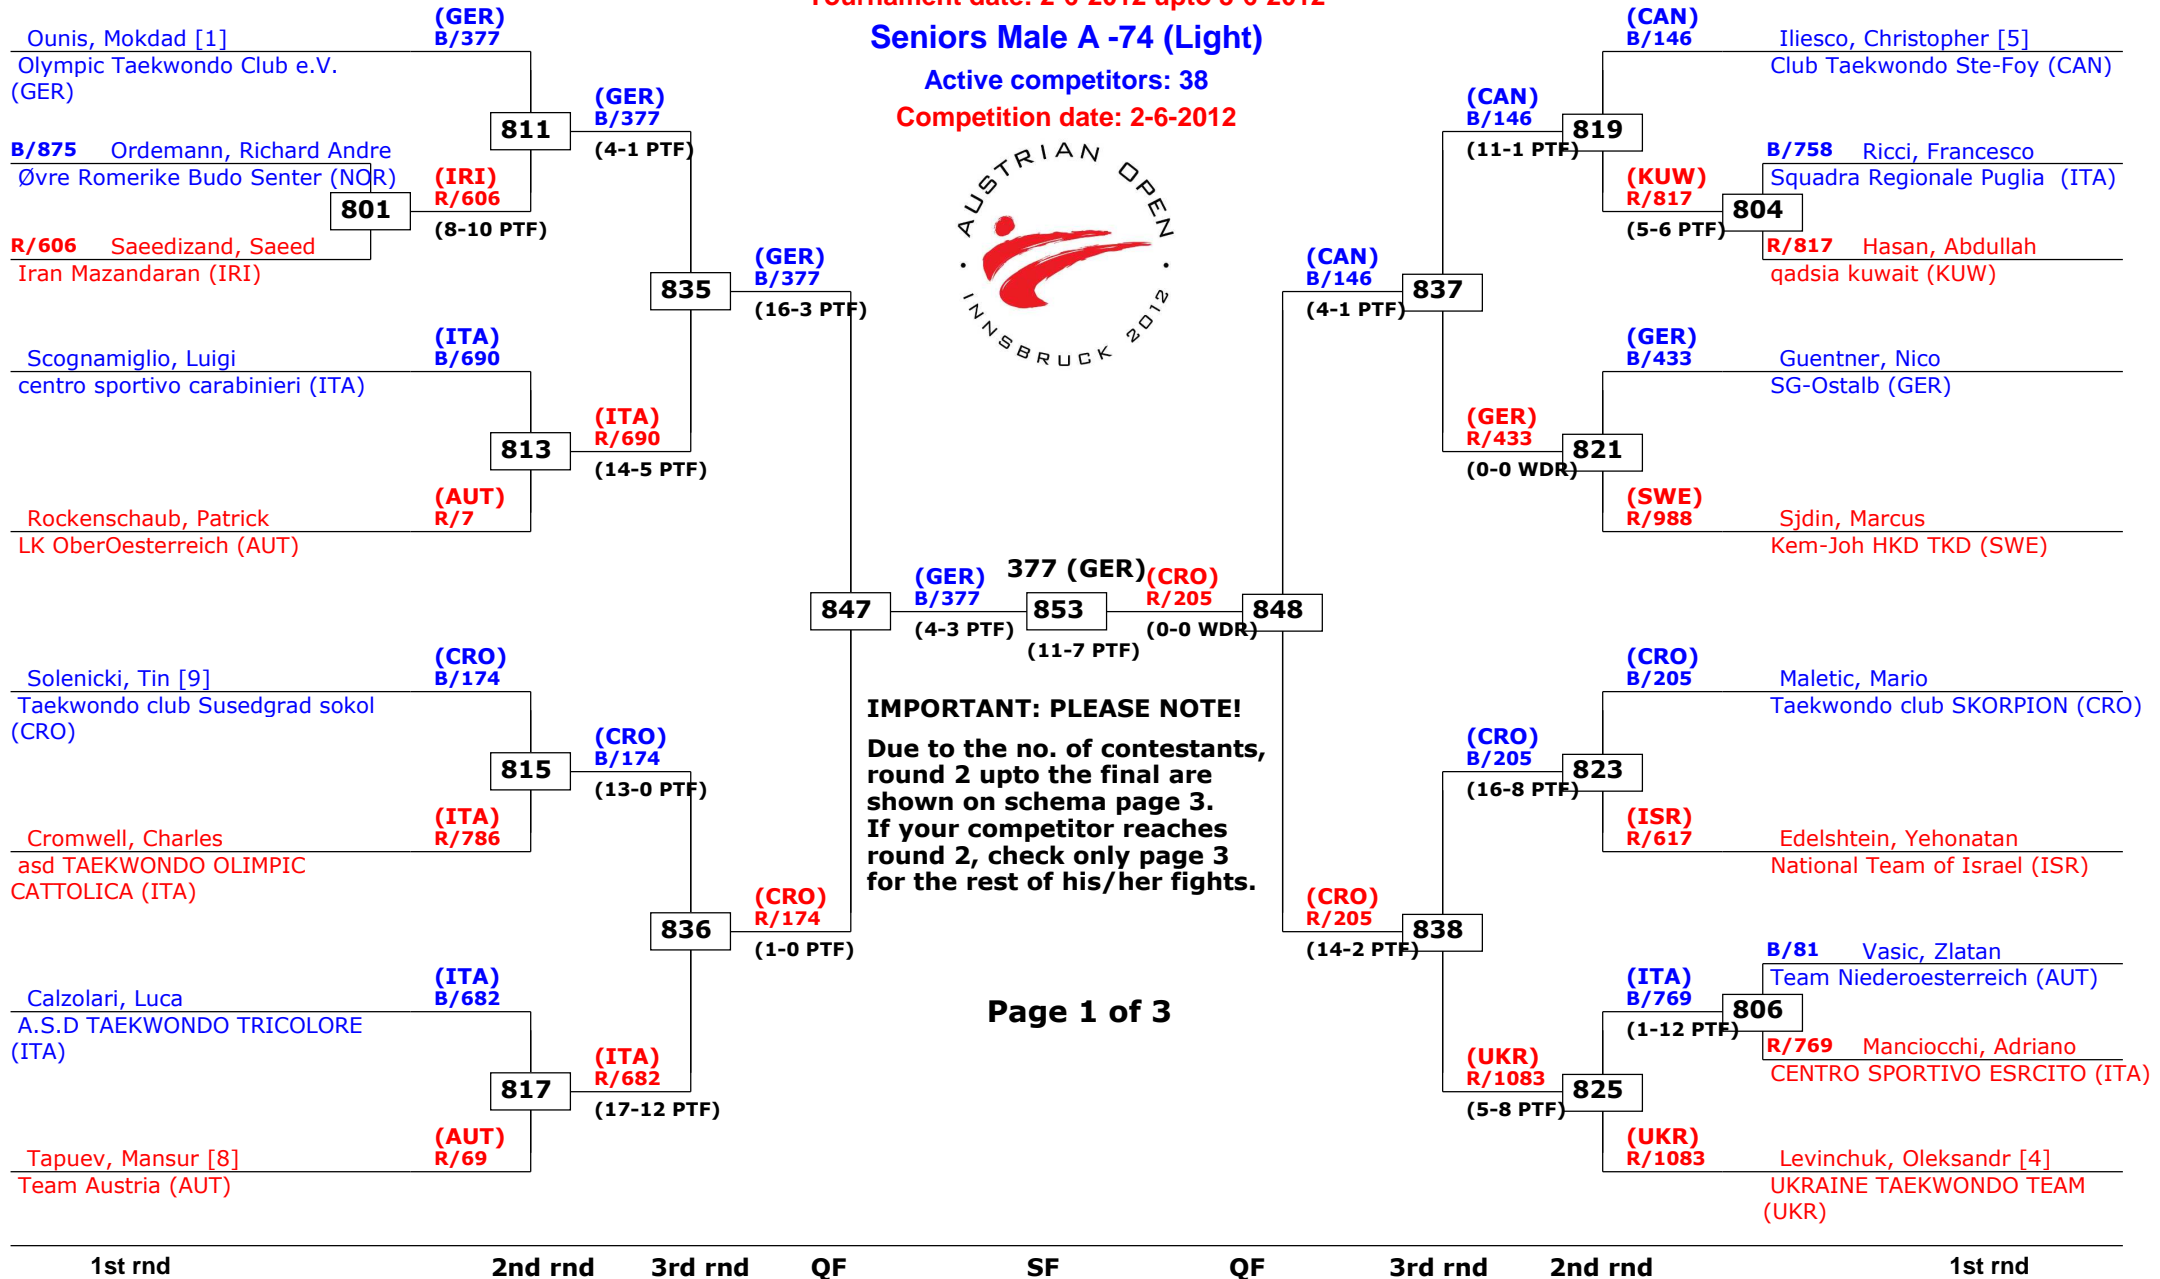 Tournament date: 2-6-2012 upto 3-6-2012
Seniors Male A -74 (Light)
Active competitors: 38
Competition date: 2-6-2012
AUSTRIAN OPEN
· INNSBRUCK 2012 ·
Ounis, Mokdad [1]
(GER)
B/377
Olympic Taekwondo Club e.V.
(GER)
811
(GER)
B/377
(4-1 PTF)
B/875 Ordemann, Richard Andre
Øvre Romerike Budo Senter (NOR)
801
(IRI)
R/606
(8-10 PTF)
R/606 Saeedizand, Saeed
Iran Mazandaran (IRI)
835
(GER)
B/377
(16-3 PTF)
Scognamiglio, Luigi
(ITA)
B/690
centro sportivo carabinieri (ITA)
813
(ITA)
R/690
(14-5 PTF)
Rockenschaub, Patrick
(AUT)
R/7
LK OberOesterreich (AUT)
847
(GER)
B/377
(4-3 PTF)
377 (GER)
853
(11-7 PTF)
(CRO)
R/205
(0-0 WDR)
848
Solenicki, Tin [9]
(CRO)
B/174
Taekwondo club Susedgrad sokol
(CRO)
815
(CRO)
B/174
(13-0 PTF)
Cromwell, Charles
(ITA)
R/786
asd TAEKWONDO OLIMPIC
CATTOLICA (ITA)
836
(CRO)
R/174
(1-0 PTF)
Calzolari, Luca
(ITA)
B/682
A.S.D TAEKWONDO TRICOLORE
(ITA)
817
(ITA)
R/682
(17-12 PTF)
Tapuev, Mansur [8]
(AUT)
R/69
Team Austria (AUT)
IMPORTANT: PLEASE NOTE!
Due to the no. of contestants,
round 2 upto the final are
shown on schema page 3.
If your competitor reaches
round 2, check only page 3
for the rest of his/her fights.
Page 1 of 3
(CAN)
B/146
Iliesco, Christopher [5]
Club Taekwondo Ste-Foy (CAN)
(CAN)
B/146
(11-1 PTF)
819
B/758 Ricci, Francesco
Squadra Regionale Puglia (ITA)
(KUW)
R/817
(5-6 PTF)
804
R/817 Hasan, Abdullah
qadsia kuwait (KUW)
(CAN)
B/146
(4-1 PTF)
837
(GER)
B/433
Guentner, Nico
SG-Ostalb (GER)
(GER)
R/433
(0-0 WDR)
821
(SWE)
R/988
Sjdin, Marcus
Kem-Joh HKD TKD (SWE)
(CRO)
B/205
Maletic, Mario
Taekwondo club SKORPION (CRO)
(CRO)
B/205
(16-8 PTF)
823
(ISR)
R/617
Edelshtein, Yehonatan
National Team of Israel (ISR)
(CRO)
R/205
(14-2 PTF)
838
B/81 Vasic, Zlatan
Team Niederoesterreich (AUT)
(ITA)
B/769
(1-12 PTF)
806
R/769 Manciocchi, Adriano
CENTRO SPORTIVO ESRCITO (ITA)
(UKR)
R/1083
(5-8 PTF)
825
(UKR)
R/1083
Levinchuk, Oleksandr [4]
UKRAINE TAEKWONDO TEAM
(UKR)
1st rnd 2nd rnd 3rd rnd QF SF QF 3rd rnd 2nd rnd 1st rnd